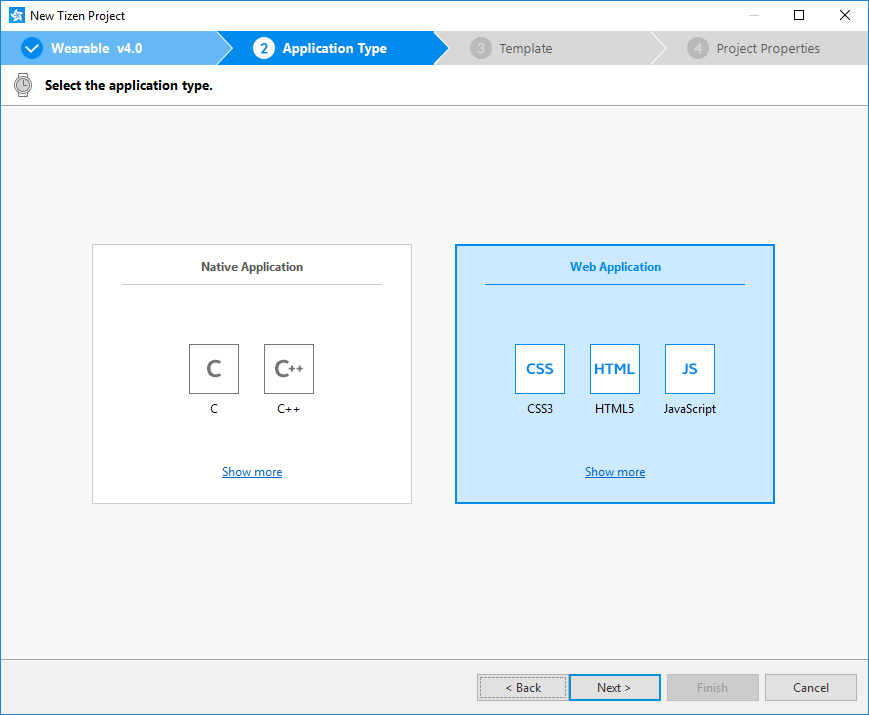 New Tizen Project
Wearable v4.0
2 Application Type
3 Template
4 Project Properties
Select the application type.
Native Application
C
C++
C
C++
Show more
Web Application
CSS
HTML
JS
CSS3
HTML5
JavaScript
Show more
< Back
Next >
Finish
Cancel